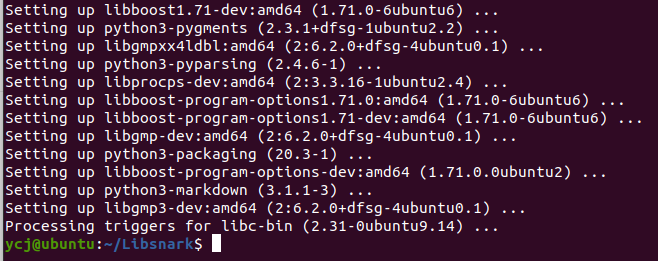 Setting up libboost1.71-dev:amd64 (1.71.0-6ubuntu6) ...
Setting up python3-pygments (2.3.1+dfsg-1ubuntu2.2) ...
Setting up libgmpxx4ldbl:amd64 (2:6.2.0+dfsg-4ubuntu0.1) ...
Setting up python3-pyparsing (2.4.6-1) ...
Setting up libprocps-dev:amd64 (2:3.3.16-1ubuntu2.4) ...
Setting up libboost-program-options1.71.0:amd64 (1.71.0-6ubuntu6) ...
Setting up libboost-program-options1.71-dev:amd64 (1.71.0-6ubuntu6) ...
Setting up libgmp-dev:amd64 (2:6.2.0+dfsg-4ubuntu0.1) ...
Setting up python3-packaging (20.3-1) ...
Setting up libboost-program-options-dev:amd64 (1.71.0.0ubuntu2) ...
Setting up python3-markdown (3.1.1-3) ...
Setting up libgmp3-dev:amd64 (2:6.2.0+dfsg-4ubuntu0.1) ...
Processing triggers for libc-bin (2.31-0ubuntu9.14) ...
ycj@ubuntu:~/Libsnark$